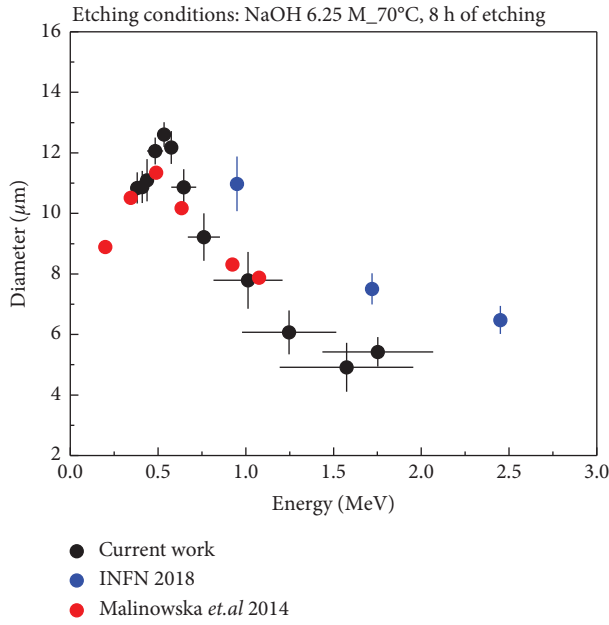 Etching conditions: NaOH 6.25 M_70°C, 8 h of etching
16
14
12
10
8
6
4
2
Diameter (μm)
0.0 0.5 1.0 1.5 2.0 2.5 3.0
Energy (MeV)
Current work
INFN 2018
Malinowska et.al 2014